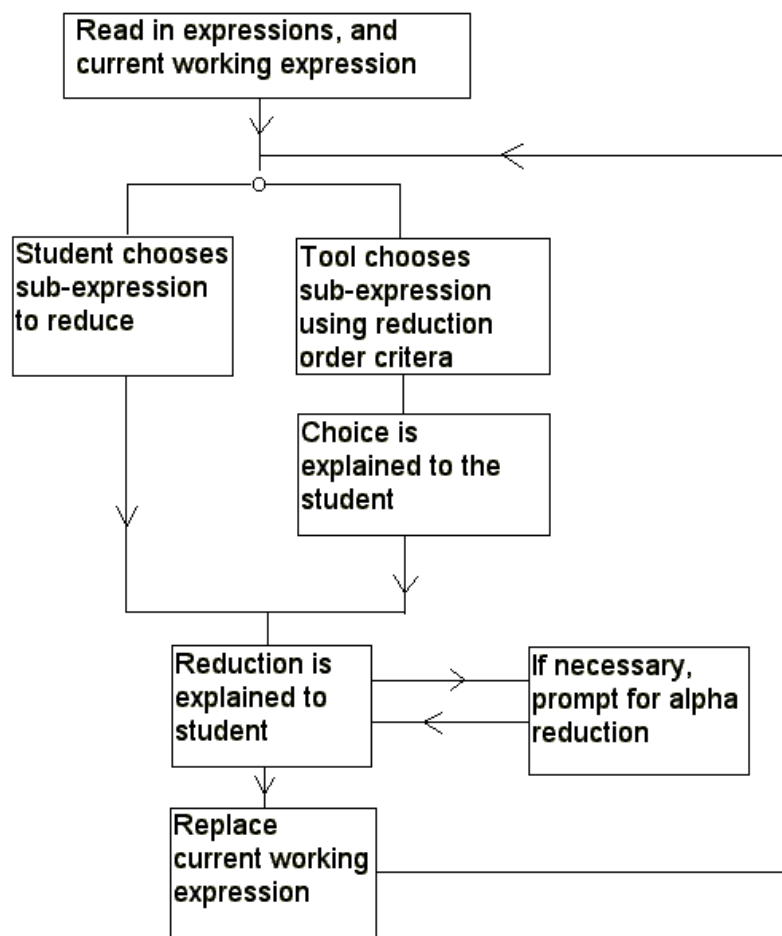 Read in expressions, and
current working expression
Student chooses
sub-expression
to reduce
Tool chooses
sub-expression
using reduction
order critera
Choice is
explained to the
student
Reduction is
explained to
student
If necessary,
prompt for alpha
reduction
Replace
current working
expression